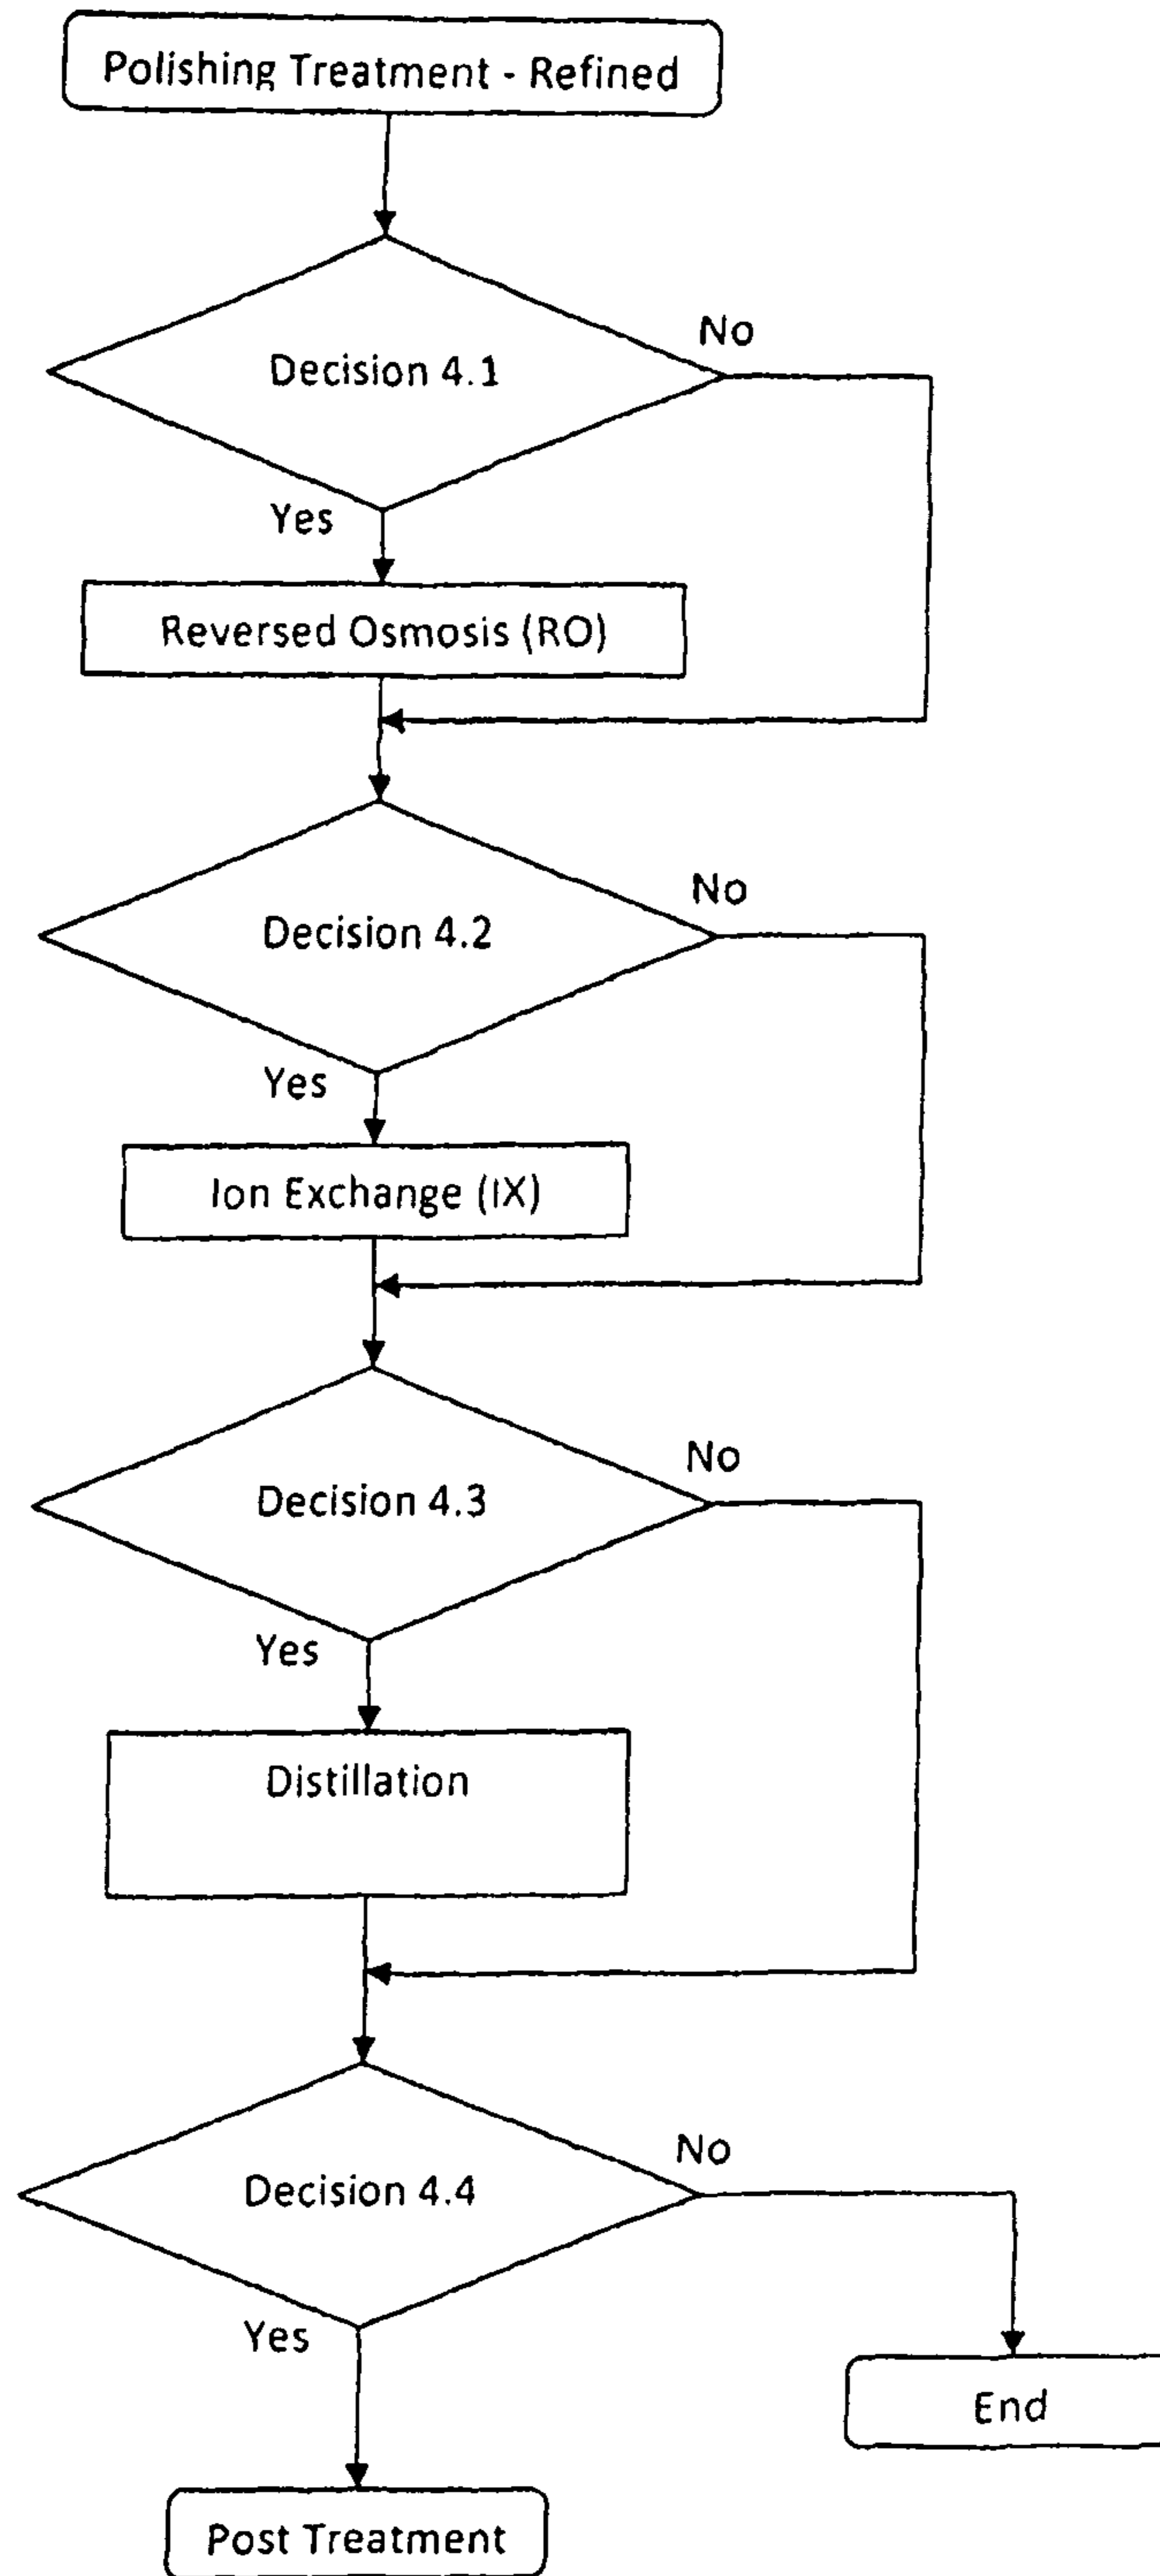 Polishing Treatment - Refined
Decision 4.1
No
Yes
Reversed Osmosis (RO)
Decision 4.2
No
Yes
Ion Exchange (IX)
Decision 4.3
No
Yes
Distillation
Decision 4.4
No
Yes
End
Post Treatment